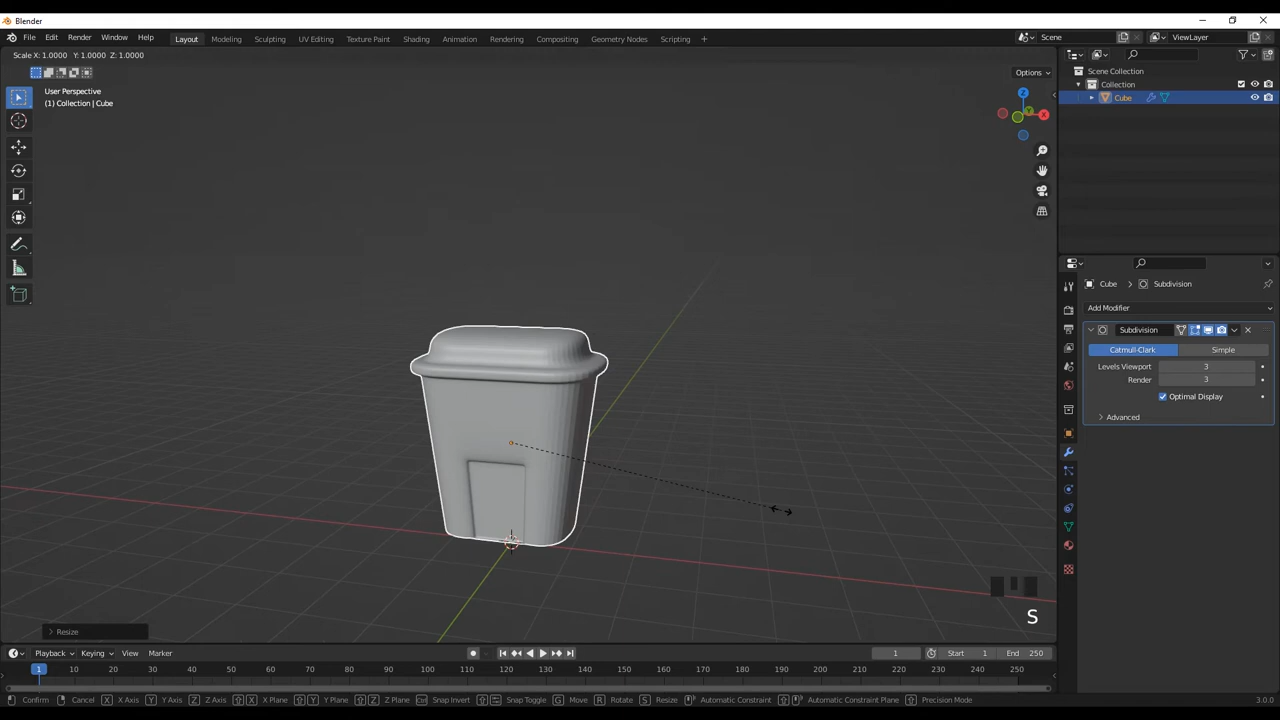 Blender
File Edit Render Window Help Layout Modeling Sculpting UV Editing Texture Paint Shading Animation Rendering Compositing Geometry Nodes Scripting + Scene ViewLayer
Scale X: 1.0000 Y: 1.0000 Z: 1.0000
Options
User Perspective
(1) Collection | Cube
Z
Y
X
Scene Collection
Collection
Cube
Cube Subdivision
Add Modifier
Subdivision
Catmull-Clark Simple
Levels Viewport 3
Render 3
Optimal Display
Advanced
S
Resize
Playback Keying View Marker 1 Start 1 End 250
1 10 20 30 40 50 60 70 80 90 100 110 120 130 140 150 160 170 180 190 200 210 220 230 240 250
Confirm Cancel X X Axis Y Y Axis Z Z Axis X X Plane Y Y Plane Z Z Plane Snap Invert Snap Toggle G Move R Rotate S Resize Automatic Constraint Automatic Constraint Plane Precision Mode 3.0.0